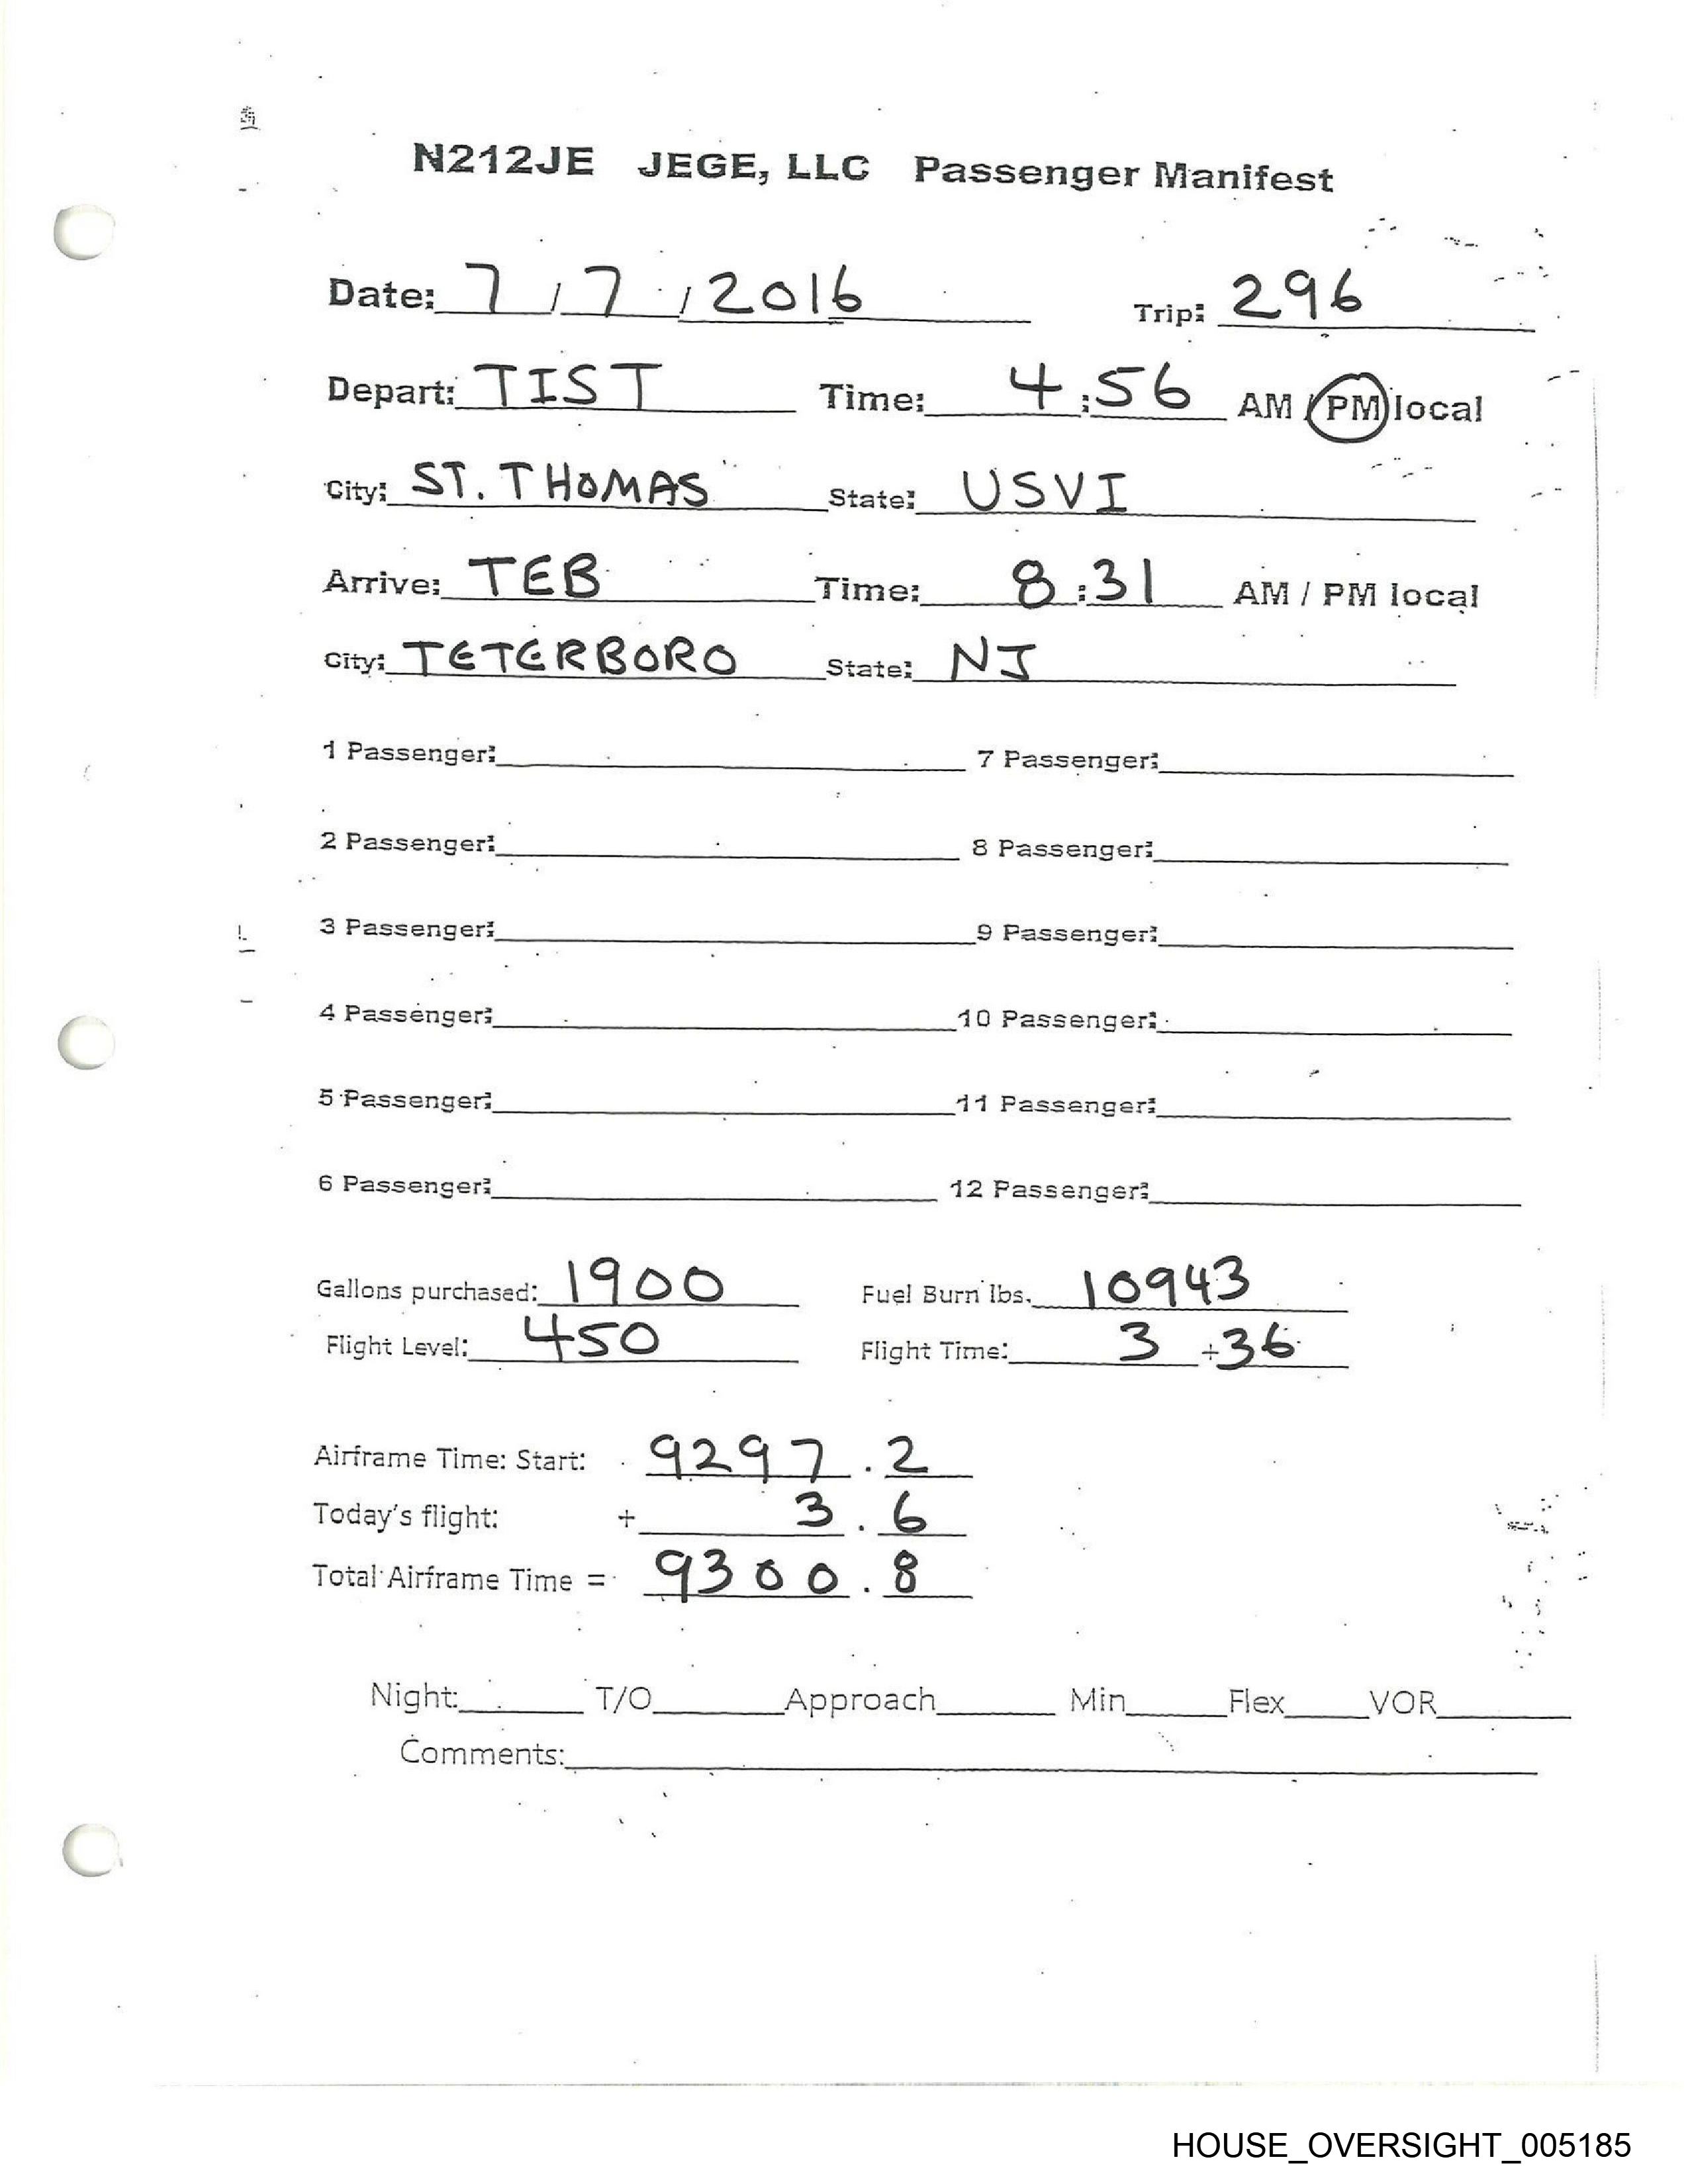 N212JE JEGE, LLC Passenger Manifest
Date: 7 / 7 / 2016 Trip: 296
Depart: TIST Time: 4:56 AM / PM local
City: ST. THOMAS State: USVI
Arrive: TEB Time: 8:31 AM / PM local
City: TETERBORO State: NJ
1 Passenger: 7 Passenger:
2 Passenger: 8 Passenger:
3 Passenger: 9 Passenger:
4 Passenger: 10 Passenger:
5 Passenger: 11 Passenger:
6 Passenger: 12 Passenger:
Gallons purchased: 1900 Fuel Burn lbs. 10943
Flight Level: 450 Flight Time: 3 + 36
Airframe Time: Start: 9297.2
Today's flight: + 3.6
Total Airframe Time = 9300.8
Night: T/O Approach Min Flex VOR
Comments:
HOUSE_OVERSIGHT_005185